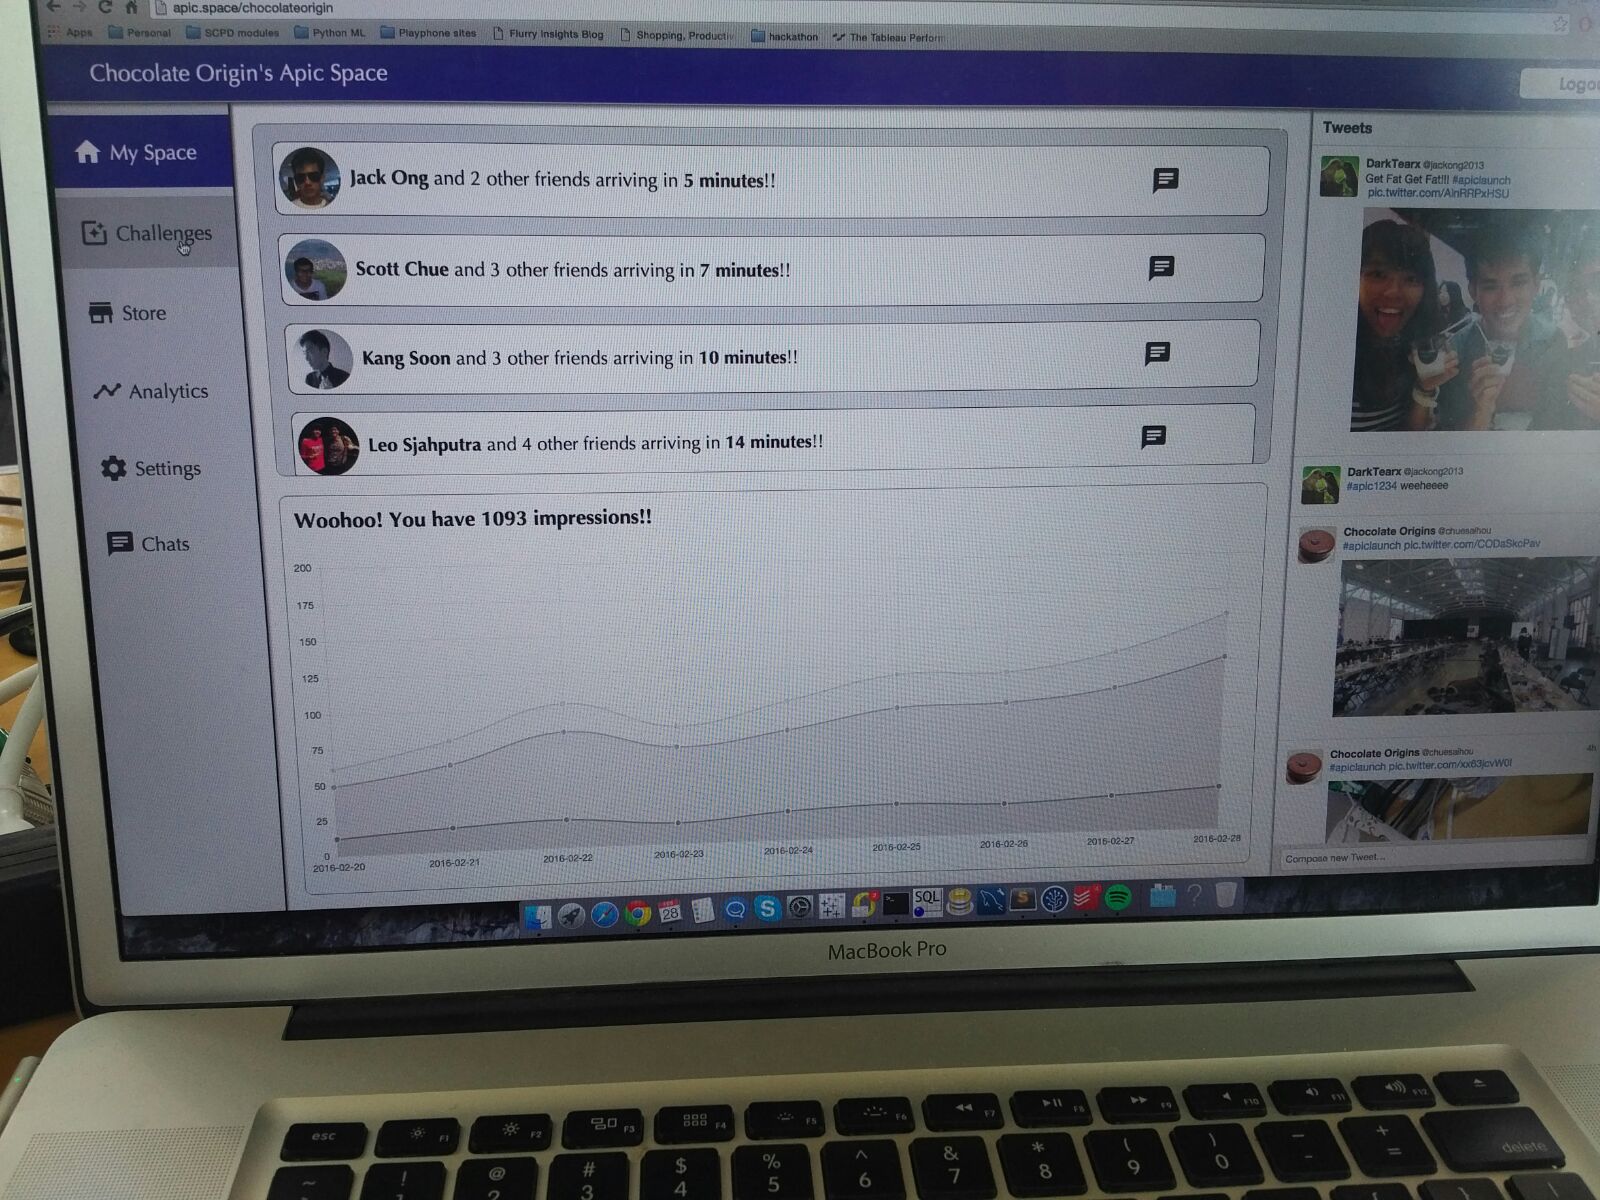 apic.space/chocolateorigin
Apps Personal SCPD modules Python ML Playphone sites Flurry Insights Blog Shopping, Productiv hackathon The Tableau Perform
Chocolate Origin's Apic Space
Logou
My Space
Challenges
Store
Analytics
Settings
Chats
Jack Ong and 2 other friends arriving in 5 minutes!!
Scott Chue and 3 other friends arriving in 7 minutes!!
Kang Soon and 3 other friends arriving in 10 minutes!!
Leo Sjahputra and 4 other friends arriving in 14 minutes!!
Woohoo! You have 1093 impressions!!
200
175
150
125
100
75
50
25
0
2016-02-20 2016-02-21 2016-02-22 2016-02-23 2016-02-24 2016-02-25 2016-02-26 2016-02-27 2016-02-28
Tweets
DarkTearx @jackong2013
Get Fat Get Fat!!! #apiclaunch
pic.twitter.com/AlnRRPxHSU
DarkTearx @jackong2013
#apic1234 weeheeee
Chocolate Origins @chuesaihou
#apiclaunch pic.twitter.com/CODaSkoPav
Chocolate Origins @chuesaihou
4h
#apiclaunch pic.twitter.com/xx63jcvW0I
Compose new Tweet...
28
SQL
MacBook Pro
esc F1 F2 F3 F4 F5 F6 F7 F8 F9 F10 F11 F12
~ ! @ # $ % ^ & * ( ) – +
1 2 3 4 5 6 7 8 9 0 - = delete